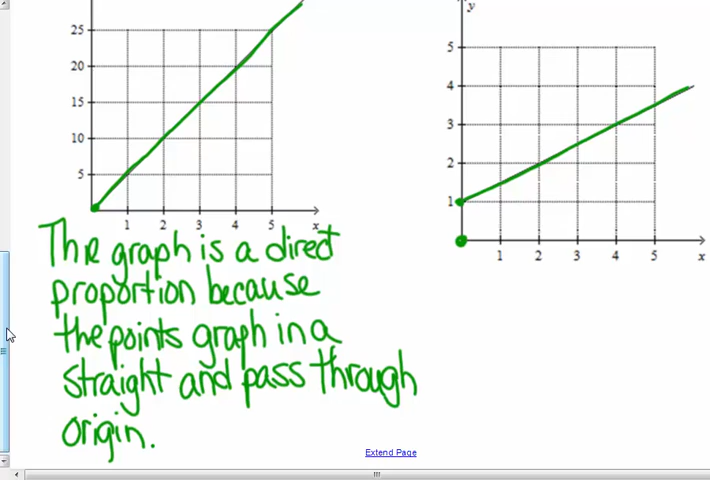 25
20
15
10
5
1 2 3 4 5 x
The graph is a direct
proportion because
the points graph in a
straight and pass through
origin.
y
5
4
3
2
1
1 2 3 4 5 x
Extend Page